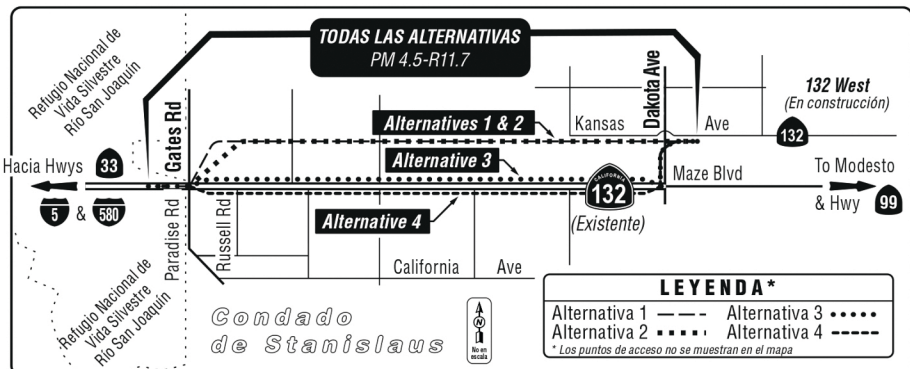 TODAS LAS ALTERNATIVAS
PM 4.5-R11.7
Refugio Nacional de
Vida Silvestre
Río San Joaquín
Gates Rd
Dakota Ave
132 West
(En construcción)
132
Alternatives 1 & 2
Kansas Ave
Hacia Hwys 33
5 & 580
Alternative 3
Maze Blvd
To Modesto
& Hwy 99
CALIFORNIA
132
(Existente)
Alternative 4
Paradise Rd
Russell Rd
California Ave
Refugio Nacional de
Vida Silvestre
Río San Joaquín
Condado
de Stanislaus
N
No en
escala
LEYENDA*
Alternativa 1
Alternativa 2
Alternativa 3
Alternativa 4
* Los puntos de acceso no se muestran en el mapa